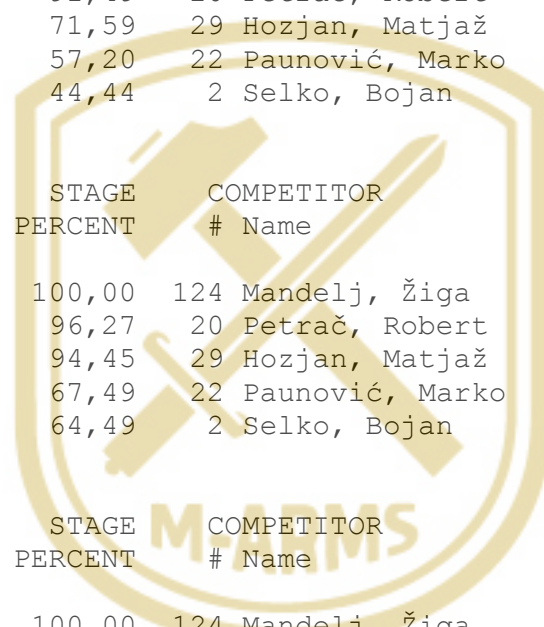 71,59 29 Hozjan, Matjaž
57,20 22 Paunović, Marko
44,44 2 Selko, Bojan
STAGE COMPETITOR
PERCENT # Name
100,00 124 Mandelj, Žiga
96,27 20 Petrač, Robert
94,45 29 Hozjan, Matjaž
67,49 22 Paunović, Marko
64,49 2 Selko, Bojan
STAGE COMPETITOR
PERCENT # Name
M-ARMS
100,00 124 Mandelj, Žiga